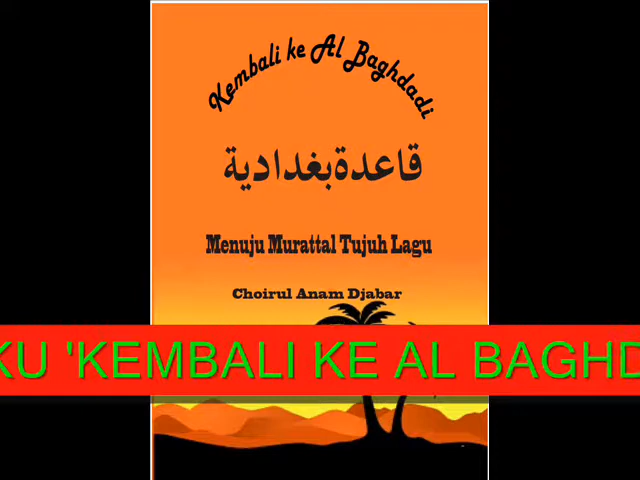 Kembali ke Al Baghdadi
قاعدة بغدادية
Menuju Murattal Tujuh Lagu
Choirul Anam Djabar
KU 'KEMBALI KE AL BAGHD